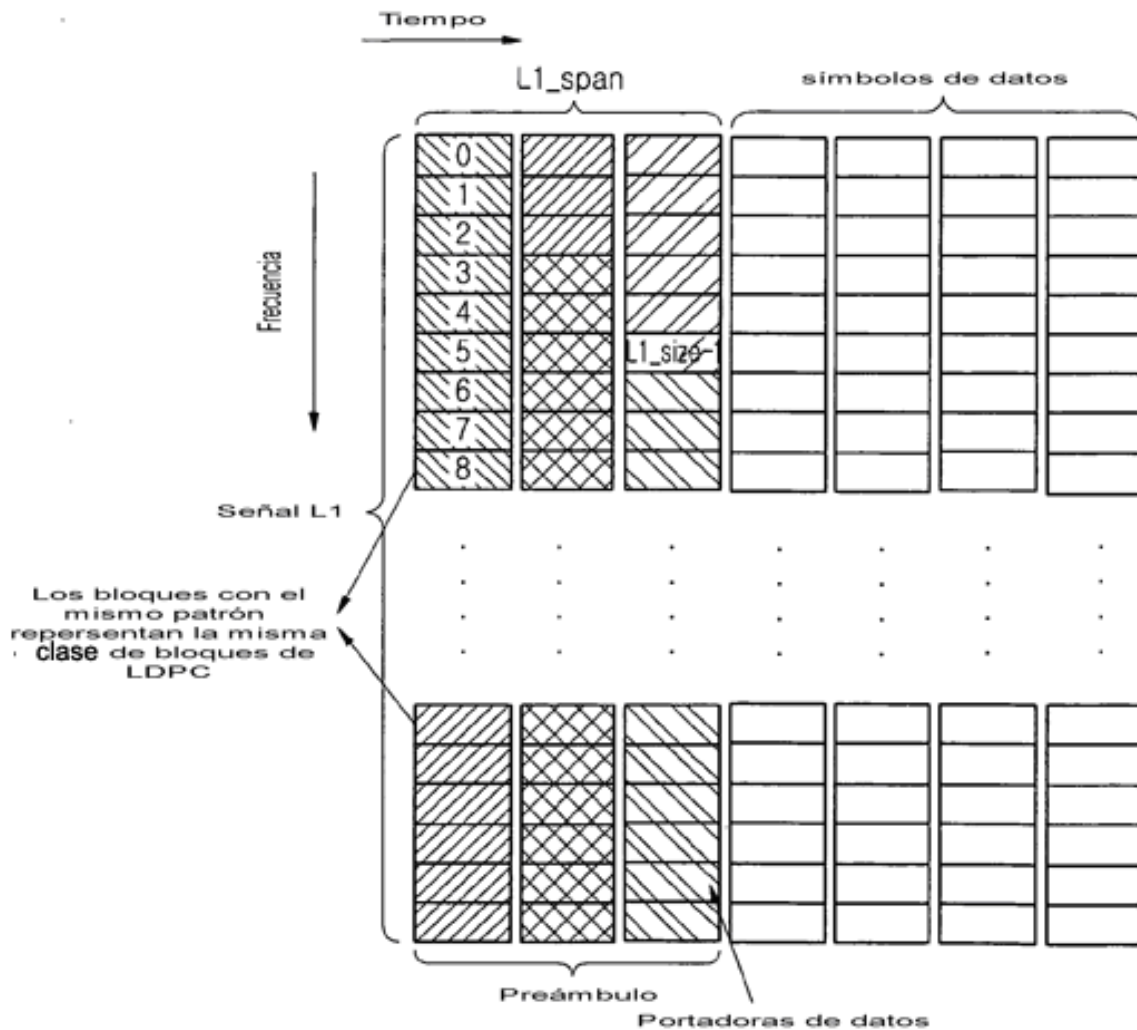 Tiempo
L1_span
símbolos de datos
0
1
2
3
4
5
L1_size-1
6
7
8
Frecuencia
Señal L1
Los bloques con el
mismo patrón
repersentan la misma
clase de bloques de
LDPC
Preámbulo
Portadoras de datos